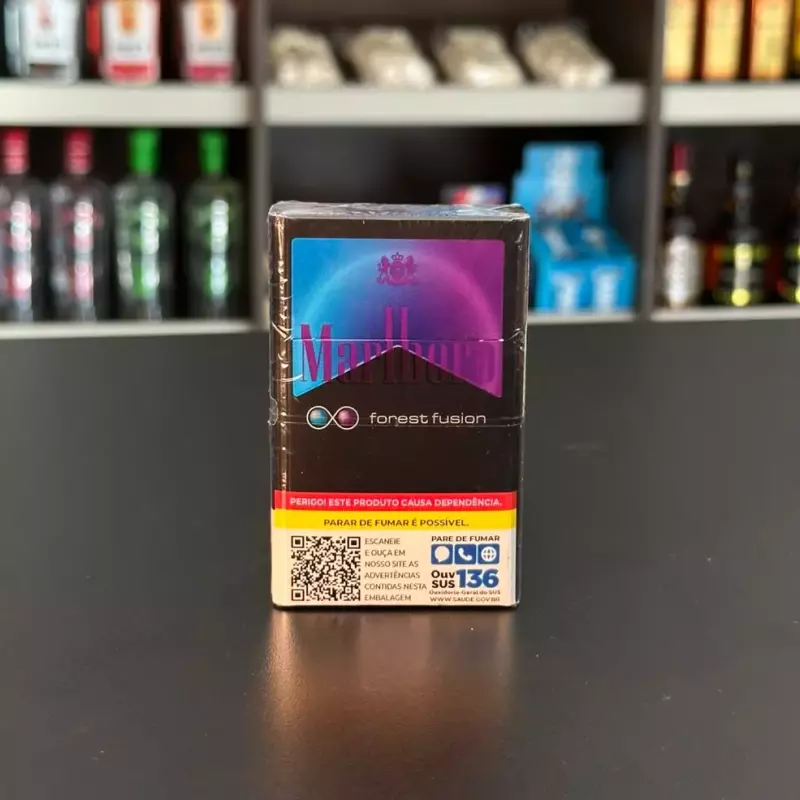 Marlboro
forest fusion
PERIGO! ESTE PRODUTO CAUSA DEPENDÊNCIA.
PARAR DE FUMAR É POSSÍVEL.
ESCANEIE
E OUÇA EM
NOSSO SITE AS
ADVERTÊNCIAS
CONTIDAS NESTA
EMBALAGEM
PARE DE FUMAR
Ouv
SUS 136
Ouvidoria-Geral do SUS
WWW.SAUDE.GOV.BR